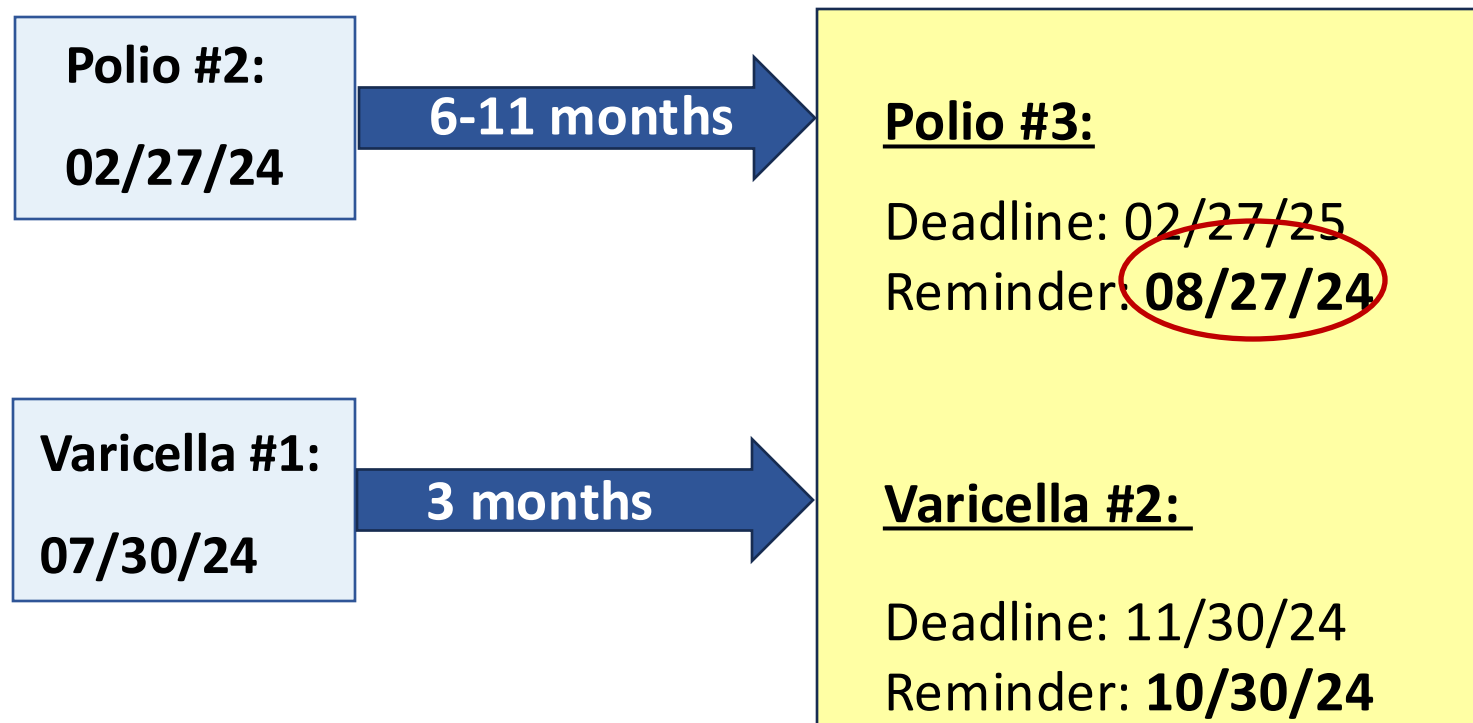 Polio #2:
02/27/24
6-11 months
Polio #3:
Deadline: 02/27/25
Reminder: 08/27/24
Varicella #1:
07/30/24
3 months
Varicella #2:
Deadline: 11/30/24
Reminder: 10/30/24